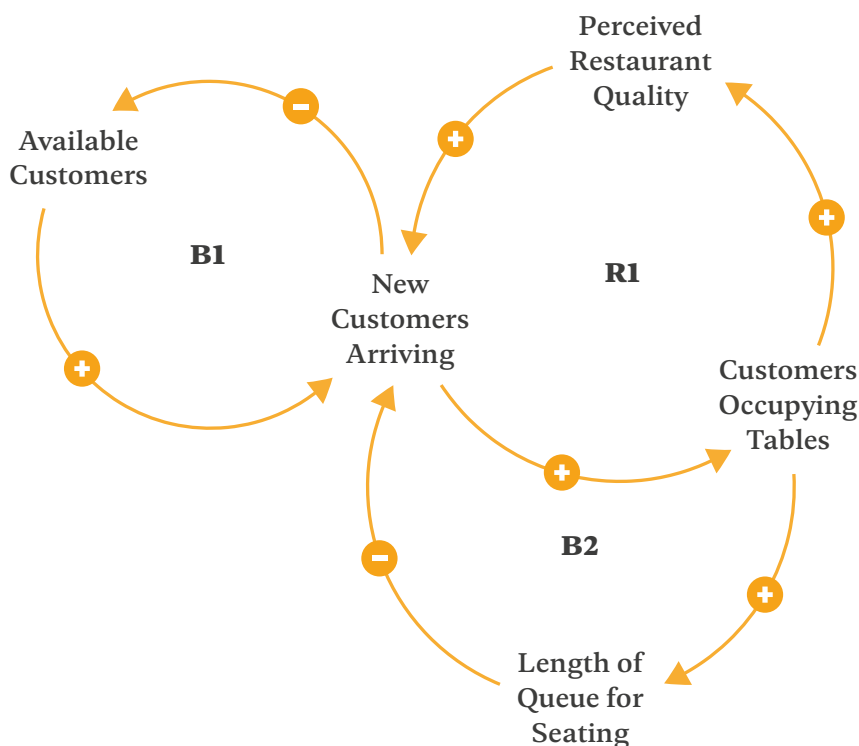 Perceived
Restaurant
Quality
Available
Customers
B1
R1
New
Customers
Arriving
Customers
Occupying
Tables
B2
Length of
Queue for
Seating